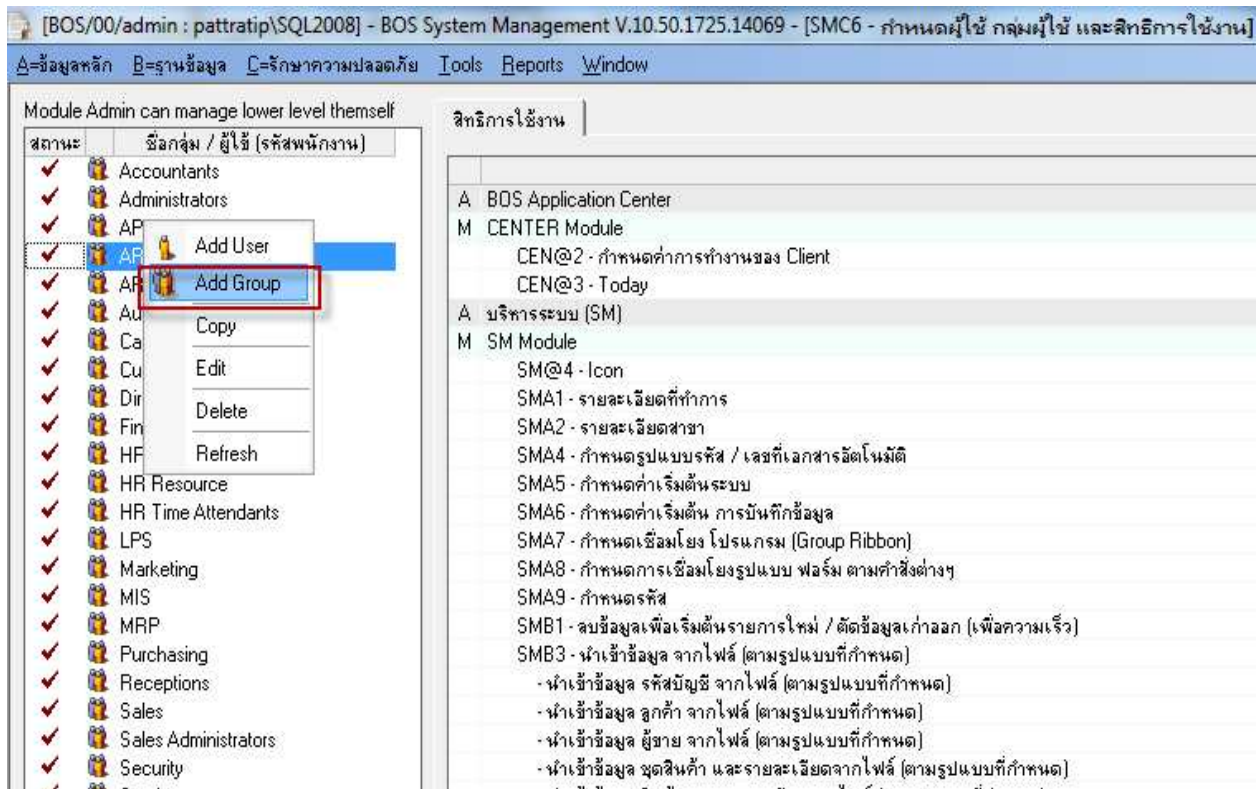 [BOS/00/admin : pattratip\SQL2008] - BOS System Management V.10.50.1725.14069 - [SMC6 - กำหนดผู้ใช้ กลุ่มผู้ใช้ และสิทธิการใช้งาน]
A=ข้อมูลหลัก B=ฐานข้อมูล C=รักษาความปลอดภัย Tools Reports Window
Module Admin can manage lower level themself
สถานะ ชื่อกลุ่ม / ผู้ใช้ (รหัสพนักงาน)
Accountants
Administrators
AP
AR
AR
Au
Ca
Cu
Dir
Fin
HR Resource
HR Time Attendants
LPS
Marketing
MIS
MRP
Purchasing
Receptions
Sales
Sales Administrators
Security
Add User
Add Group
Copy
Edit
Delete
Refresh
สิทธิการใช้งาน
A BOS Application Center
M CENTER Module
CEN@2 - กำหนดค่าการทำงานของ Client
CEN@3 - Today
A บริหารระบบ (SM)
M SM Module
SM@4 - Icon
SMA1 - รายละเอียดที่ทำการ
SMA2 - รายละเอียดสาขา
SMA4 - กำหนดรูปแบบรหัส / เลขที่เอกสารอัตโนมัติ
SMA5 - กำหนดค่าเริ่มต้นระบบ
SMA6 - กำหนดค่าเริ่มต้น การบันทึกข้อมูล
SMA7 - กำหนดเชื่อมโยง โปรแกรม (Group Ribbon)
SMA8 - กำหนดการเชื่อมโยงรูปแบบ ฟอร์ม ตามคำสั่งต่างๆ
SMA9 - กำหนดรหัส
SMB1 - ลบข้อมูลเพื่อเริ่มต้นรายการใหม่ / ตัดข้อมูลเก่าออก (เพื่อความเร็ว)
SMB3 - นำเข้าข้อมูล จากไฟล์ (ตามรูปแบบที่กำหนด)
- นำเข้าข้อมูล รหัสบัญชี จากไฟล์ (ตามรูปแบบที่กำหนด)
- นำเข้าข้อมูล ลูกค้า จากไฟล์ (ตามรูปแบบที่กำหนด)
- นำเข้าข้อมูล ผู้ขาย จากไฟล์ (ตามรูปแบบที่กำหนด)
- นำเข้าข้อมูล ชุดสินค้า และรายละเอียดจากไฟล์ (ตามรูปแบบที่กำหนด)